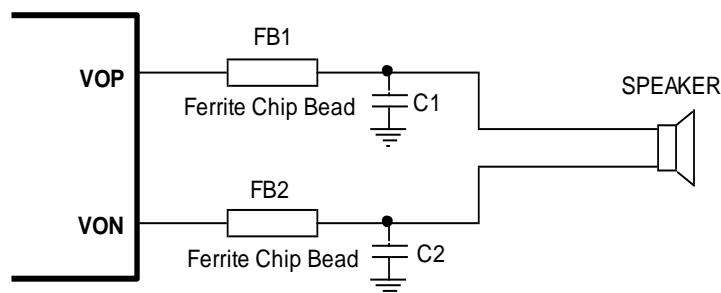 FB1
VOP
SPEAKER
C1
Ferrite Chip Bead
FB2
VON
C2
Ferrite Chip Bead